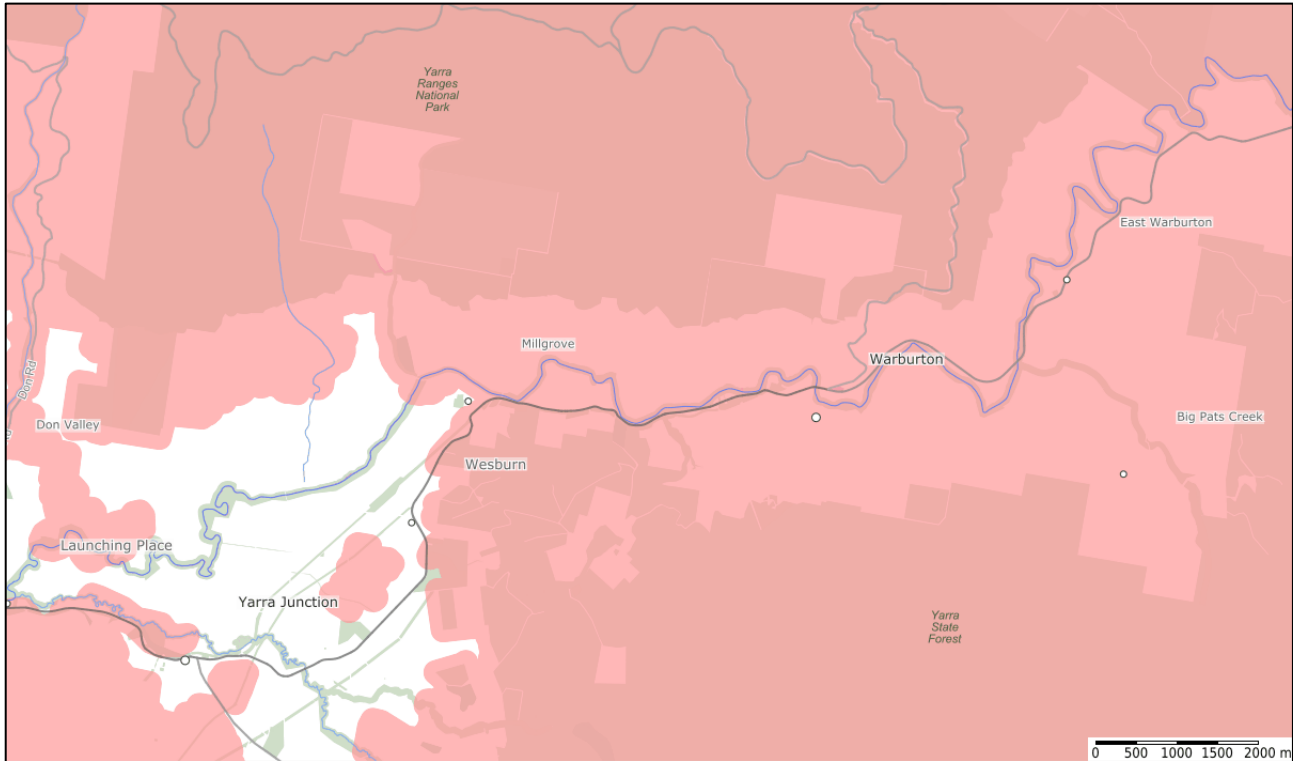 Yarra
Ranges
National
Park
East Warburton
Millgrove
Warburton
Don Rd
Don Valley
Big Pats Creek
Wesburn
Launching Place
Yarra Junction
Yarra
State
Forest
0 500 1000 1500 2000 m